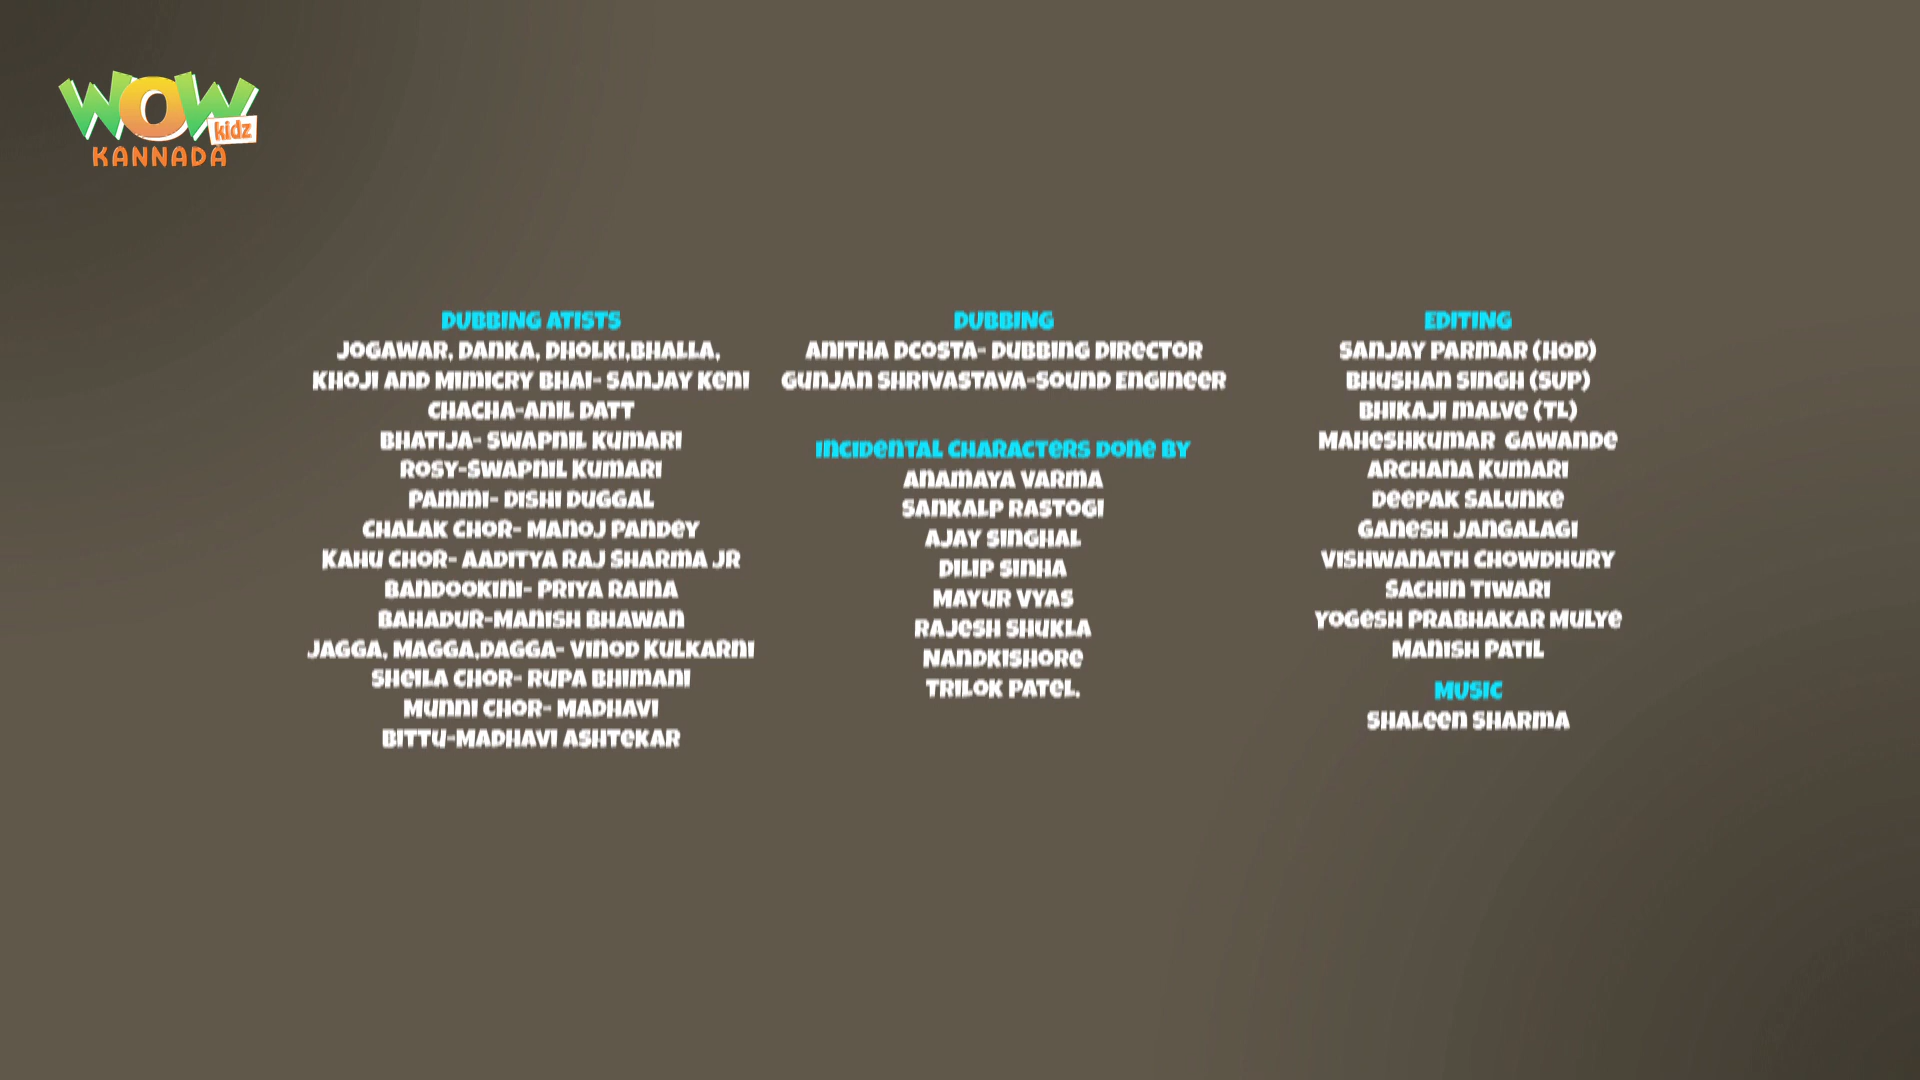 WOW
kidz
KANNADA
DUBBING ATISTS
JOGAWAR, DANKA, DHOLKI,BHALLA,
KHOJI AND MIMICRY BHAI- SANJAY KENI
CHACHA-ANIL DATT
BHATIJA- SWAPNIL KUMARI
ROSY-SWAPNIL KUMARI
PAMMI- DISHI DUGGAL
CHALAK CHOR- MANOJ PANDEY
KAHU CHOR- AADITYA RAJ SHARMA JR
BANDOOKINI- PRIYA RAINA
BAHADUR-MANISH BHAWAN
JAGGA, MAGGA,DAGGA- VINOD KULKARNI
SHEILA CHOR- RUPA BHIMANI
MUNNI CHOR- MADHAVI
BITTU-MADHAVI ASHTEKAR
DUBBING
ANITHA DCOSTA- DUBBING DIRECTOR
GUNJAN SHRIVASTAVA-SOUND ENGINEER
INCIDENTAL CHARACTERS DONE BY
ANAMAYA VARMA
SANKALP RASTOGI
AJAY SINGHAL
DILIP SINHA
MAYUR VYAS
RAJESH SHUKLA
NANDKISHORE
TRILOK PATEL.
EDITING
SANJAY PARMAR (HOD)
BHUSHAN SINGH (SUP)
BHIKAJI MALVE (TL)
MAHESHKUMAR GAWANDE
ARCHANA KUMARI
DEEPAK SALUNKE
GANESH JANGALAGI
VISHWANATH CHOWDHURY
SACHIN TIWARI
YOGESH PRABHAKAR MULYE
MANISH PATIL
MUSIC
SHALEEN SHARMA